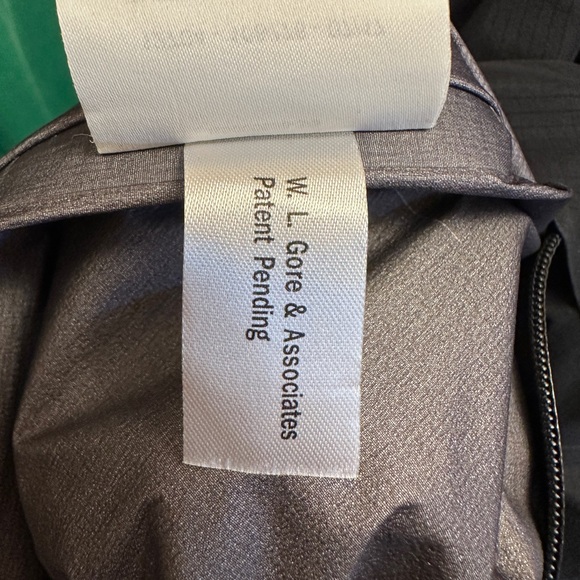 W. L. Gore & Associates
Patent Pending